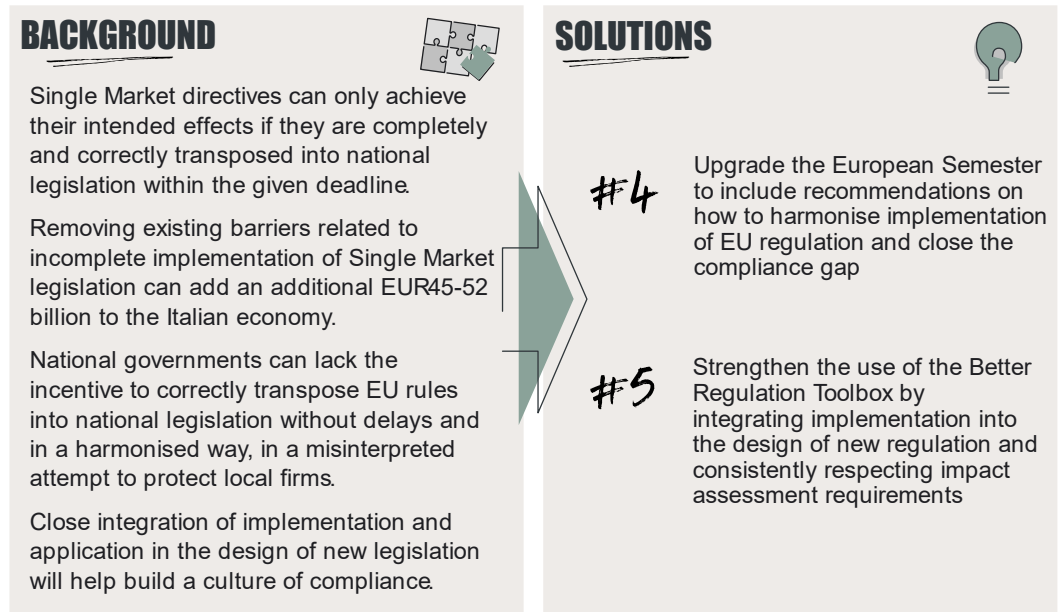 BACKGROUND
Single Market directives can only achieve
their intended effects if they are completely
and correctly transposed into national
legislation within the given deadline.
Removing existing barriers related to
incomplete implementation of Single Market
legislation can add an additional EUR45-52
billion to the Italian economy.
National governments can lack the
incentive to correctly transpose EU rules
into national legislation without delays and
in a harmonised way, in a misinterpreted
attempt to protect local firms.
Close integration of implementation and
application in the design of new legislation
will help build a culture of compliance.
SOLUTIONS
#4
Upgrade the European Semester
to include recommendations on
how to harmonise implementation
of EU regulation and close the
compliance gap
#5
Strengthen the use of the Better
Regulation Toolbox by
integrating implementation into
the design of new regulation and
consistently respecting impact
assessment requirements